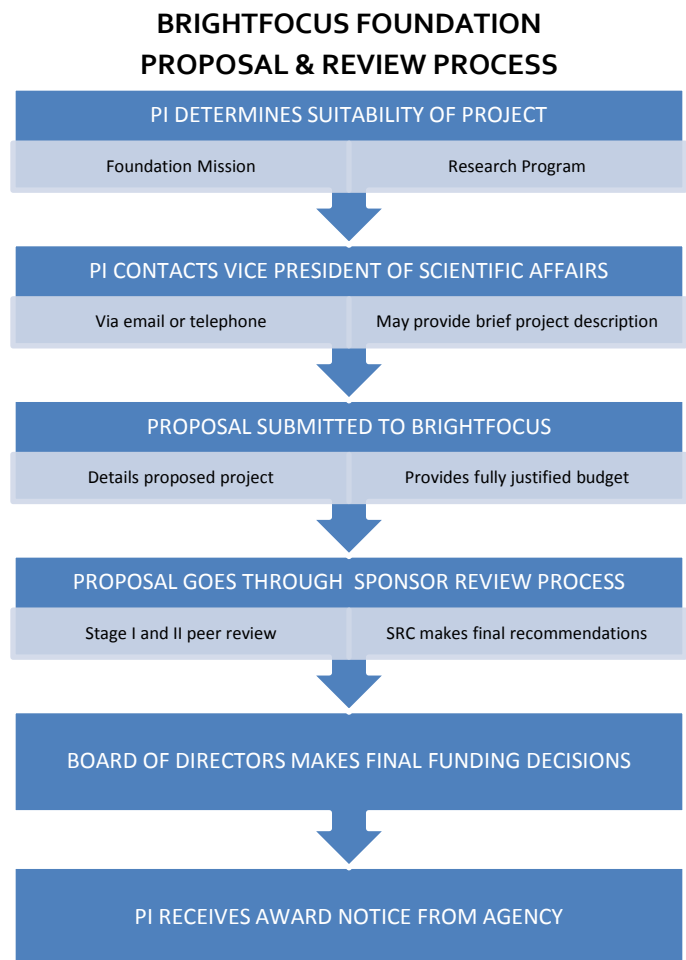 BRIGHTFOCUS FOUNDATION
PROPOSAL & REVIEW PROCESS
PI DETERMINES SUITABILITY OF PROJECT
Foundation Mission
Research Program
PI CONTACTS VICE PRESIDENT OF SCIENTIFIC AFFAIRS
Via email or telephone
May provide brief project description
PROPOSAL SUBMITTED TO BRIGHTFOCUS
Details proposed project
Provides fully justified budget
PROPOSAL GOES THROUGH SPONSOR REVIEW PROCESS
Stage I and II peer review
SRC makes final recommendations
BOARD OF DIRECTORS MAKES FINAL FUNDING DECISIONS
PI RECEIVES AWARD NOTICE FROM AGENCY